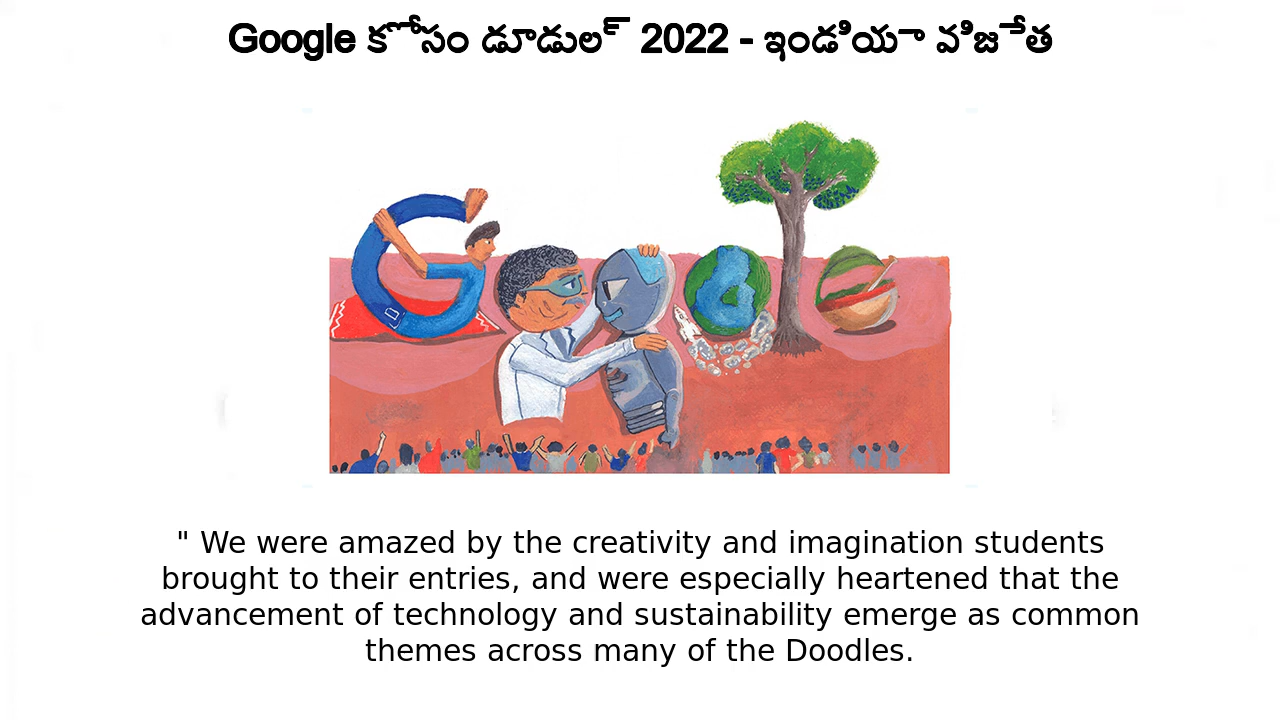 Google కోసం డూడుల్ 2022 - ఇండియా విజేత
" We were amazed by the creativity and imagination students
brought to their entries, and were especially heartened that the
advancement of technology and sustainability emerge as common
themes across many of the Doodles.